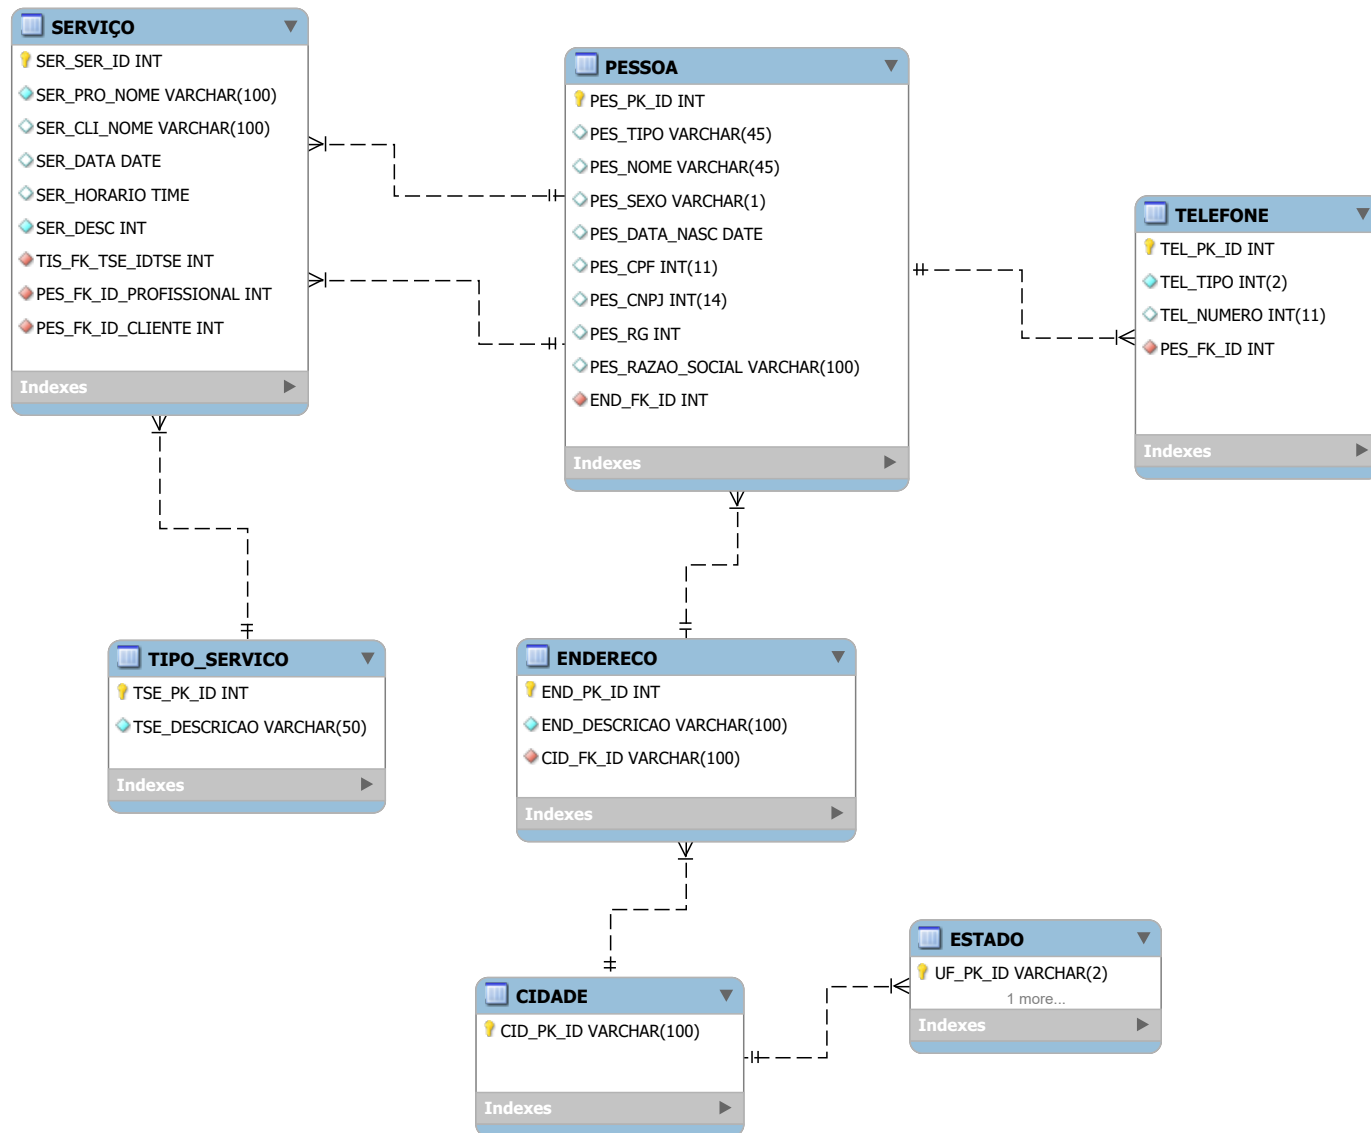 SERVIÇO
SER_SER_ID INT
SER_PRO_NOME VARCHAR(100)
SER_CLI_NOME VARCHAR(100)
SER_DATA DATE
SER_HORARIO TIME
SER_DESC INT
TIS_FK_TSE_IDTSE INT
PES_FK_ID_PROFISSIONAL INT
PES_FK_ID_CLIENTE INT
Indexes
PESSOA
PES_PK_ID INT
PES_TIPO VARCHAR(45)
PES_NOME VARCHAR(45)
PES_SEXO VARCHAR(1)
PES_DATA_NASC DATE
PES_CPF INT(11)
PES_CNPJ INT(14)
PES_RG INT
PES_RAZAO_SOCIAL VARCHAR(100)
END_FK_ID INT
Indexes
TELEFONE
TEL_PK_ID INT
TEL_TIPO INT(2)
TEL_NUMERO INT(11)
PES_FK_ID INT
Indexes
TIPO_SERVICO
TSE_PK_ID INT
TSE_DESCRICAO VARCHAR(50)
Indexes
ENDERECO
END_PK_ID INT
END_DESCRICAO VARCHAR(100)
CID_FK_ID VARCHAR(100)
Indexes
CIDADE
CID_PK_ID VARCHAR(100)
Indexes
ESTADO
UF_PK_ID VARCHAR(2)
1 more...
Indexes